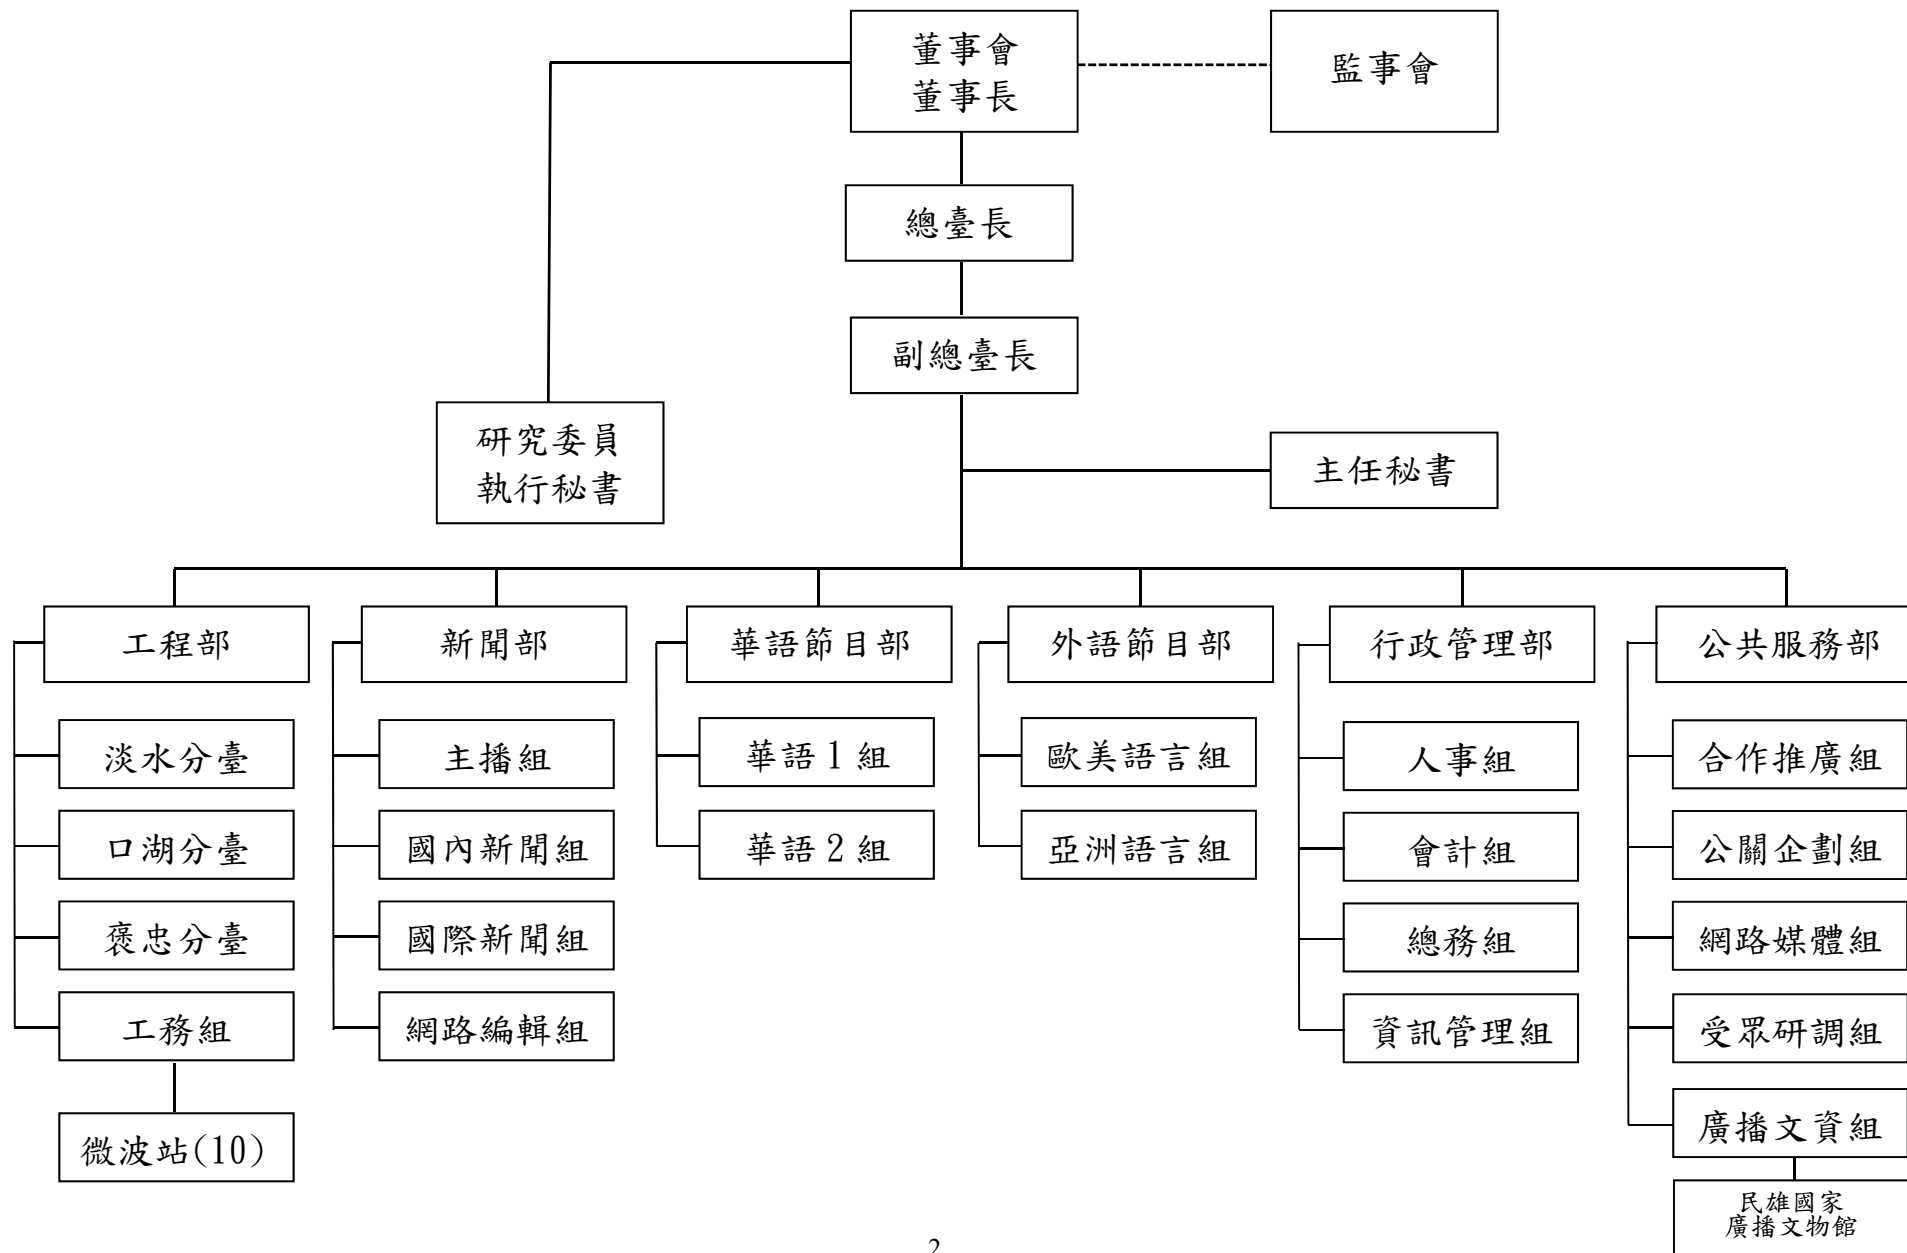 董事會
董事長
監事會
總臺長
副總臺長
研究委員
執行秘書
主任秘書
工程部
新聞部
華語節目部
外語節目部
行政管理部
公共服務部
淡水分臺
主播組
華語1組
歐美語言組
人事組
合作推廣組
口湖分臺
國內新聞組
華語2組
亞洲語言組
會計組
公關企劃組
褒忠分臺
國際新聞組
總務組
網路媒體組
工務組
網路編輯組
資訊管理組
受眾研調組
微波站(10)
廣播文資組
民雄國家
廣播文物館
2